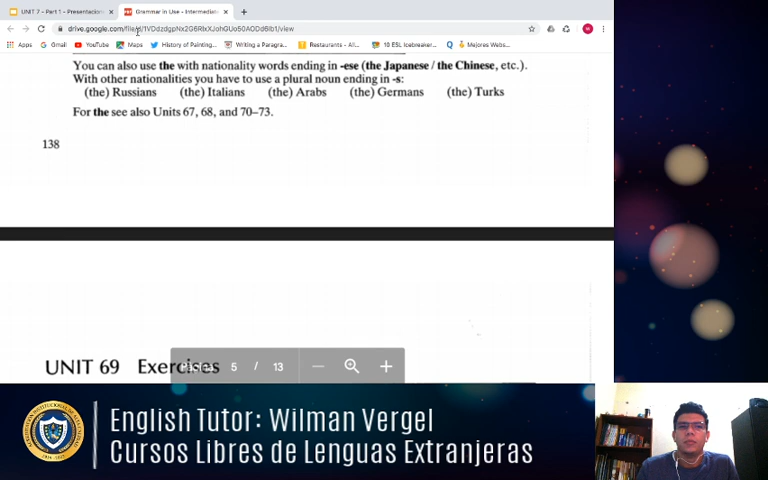 UNIT 7 - Part 1 - Presentacion
Grammar in Use - Intermediate
drive.google.com/file/d/1VDdzdgpNx2G6RlxXJohGUo50AODd6Ib1/view
Apps Gmail YouTube Maps History of Painting... Writing a Paragra... Restaurants - All... 10 ESL Icebreaker... Q Mejores Webs...
You can also use the with nationality words ending in -ese (the Japanese / the Chinese, etc.).
With other nationalities you have to use a plural noun ending in -s:
(the) Russians (the) Italians (the) Arabs (the) Germans (the) Turks
For the see also Units 67, 68, and 70–73.
138
UNIT 69 Exercises
5 / 13
English Tutor: Wilman Vergel
Cursos Libres de Lenguas Extranjeras